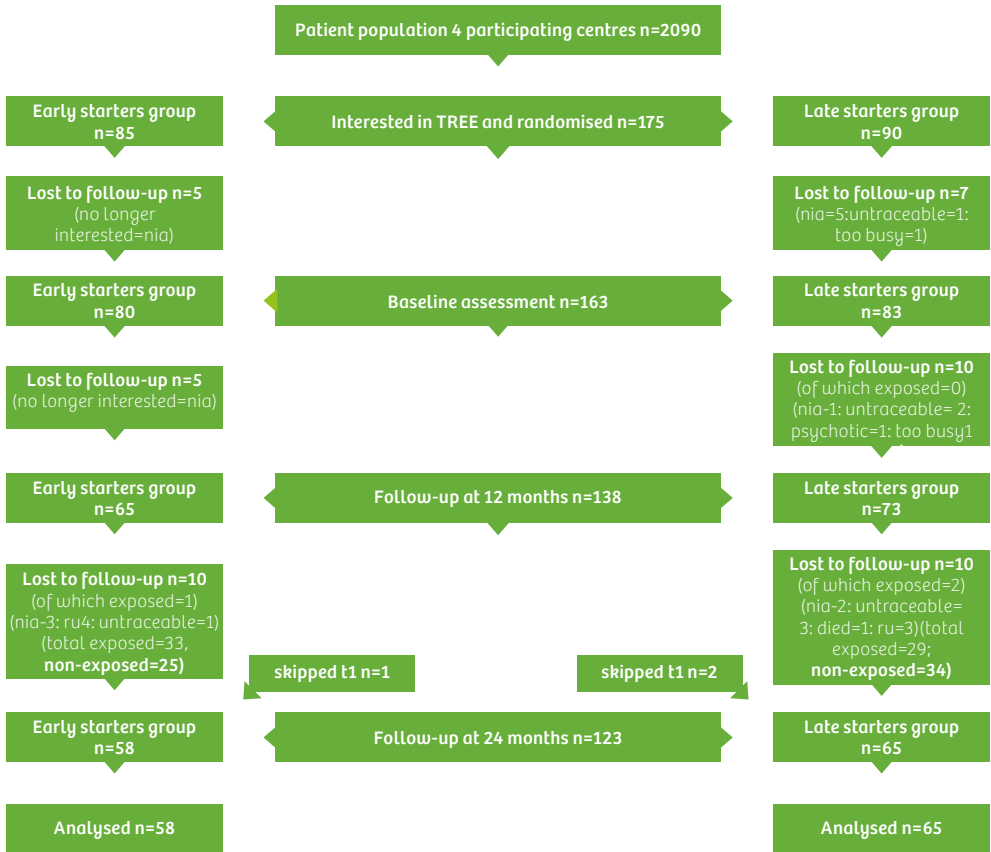 Patient population 4 participating centres n=2090
Early starters group
n=85
Interested in TREE and randomised n=175
Late starters group
n=90
Lost to follow-up n=5
(no longer
interested=nia)
Lost to follow-up n=7
(nia=5:untraceable=1:
too busy=1)
Early starters group
n=80
Baseline assessment n=163
Late starters group
n=83
Lost to follow-up n=5
(no longer interested=nia)
Lost to follow-up n=10
(of which exposed=0)
(nia-1: untraceable= 2:
psychotic=1: too busy1
Early starters group
n=65
Follow-up at 12 months n=138
Late starters group
n=73
Lost to follow-up n=10
(of which exposed=1)
(nia-3: ru4: untraceable=1)
(total exposed=33,
non-exposed=25)
Lost to follow-up n=10
(of which exposed=2)
(nia-2: untraceable=
3: died=1: ru=3)(total
exposed=29;
non-exposed=34)
skipped t1 n=1
skipped t1 n=2
Early starters group
n=58
Follow-up at 24 months n=123
Late starters group
n=65
Analysed n=58
Analysed n=65